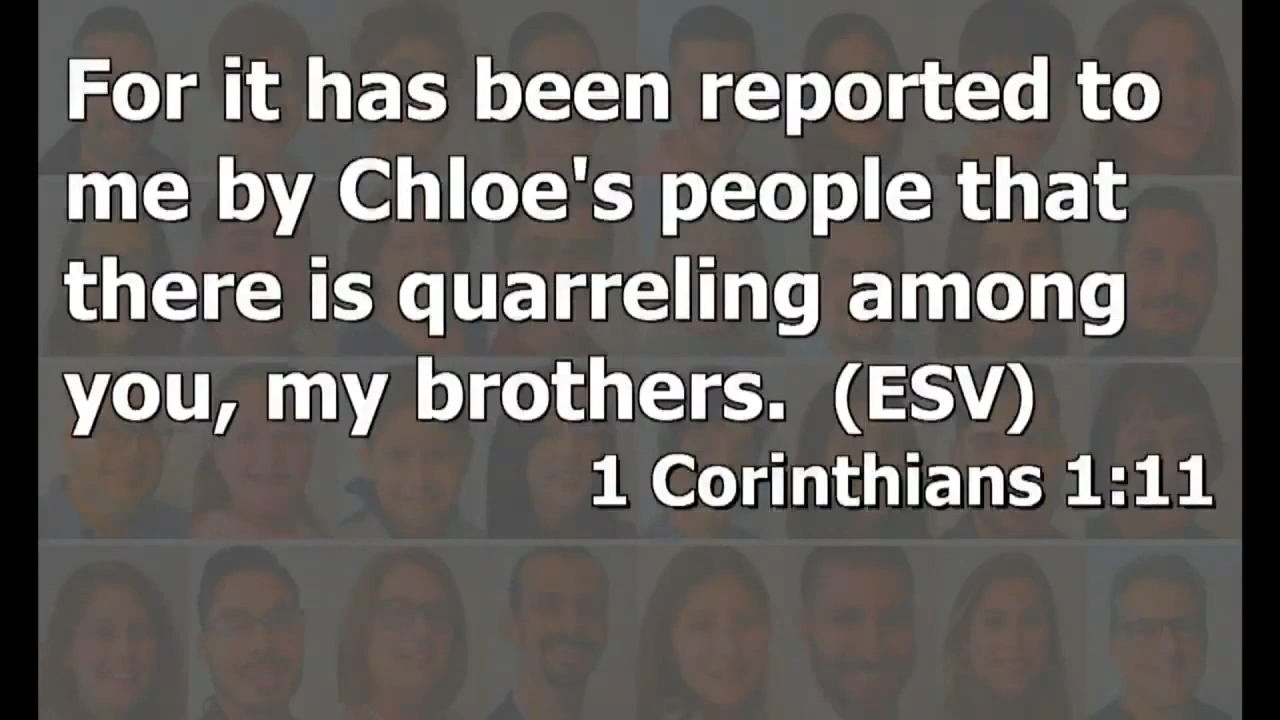 For it has been reported to
me by Chloe's people that
there is quarreling among
you, my brothers. (ESV)
1 Corinthians 1:11